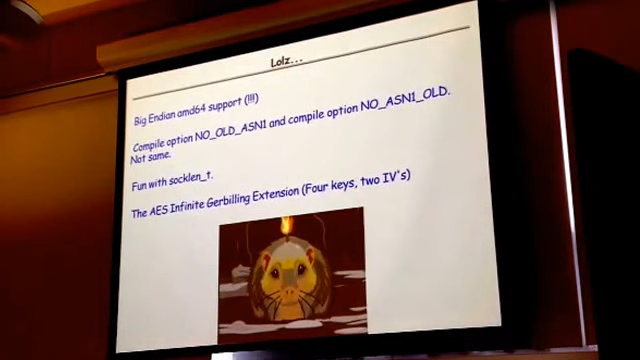 Lolz...
Big Endian amd64 support (!!!)
Compile option NO_OLD_ASN1 and compile option NO_ASN1_OLD.
Not same.
Fun with socklen_t.
The AES Infinite Gerbilling Extension (Four keys, two IV's)